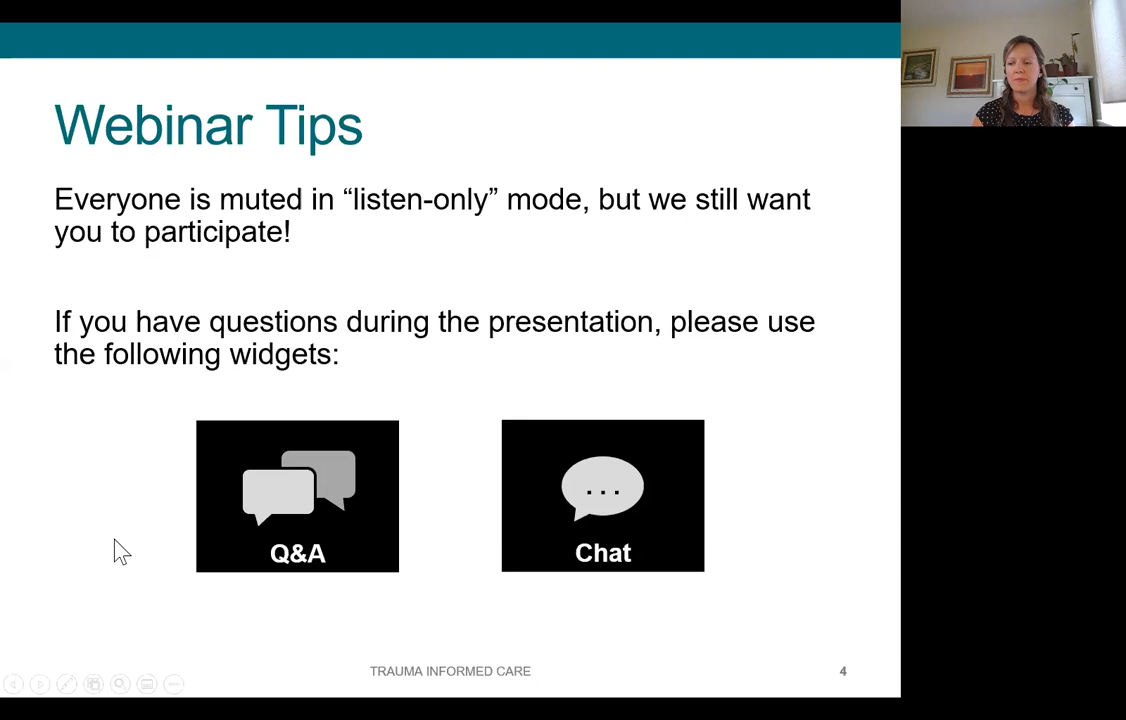 Webinar Tips
Everyone is muted in “listen-only” mode, but we still want
you to participate!
If you have questions during the presentation, please use
the following widgets:
Q&A
Chat
TRAUMA INFORMED CARE
4